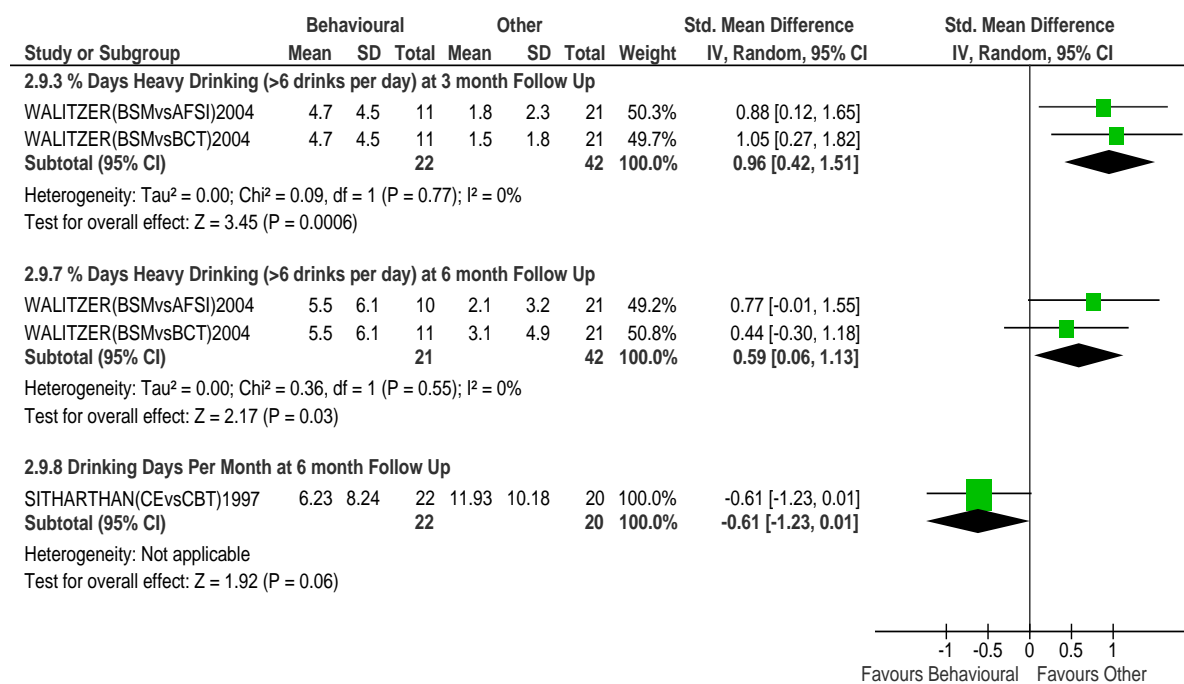 Behavioural Other Std. Mean Difference Std. Mean Difference
Study or Subgroup Mean SD Total Mean SD Total Weight IV, Random, 95% CI IV, Random, 95% CI
2.9.3 % Days Heavy Drinking (>6 drinks per day) at 3 month Follow Up
WALITZER(BSMvsAFSI)2004 4.7 4.5 11 1.8 2.3 21 50.3% 0.88 [0.12, 1.65]
WALITZER(BSMvsBCT)2004 4.7 4.5 11 1.5 1.8 21 49.7% 1.05 [0.27, 1.82]
Subtotal (95% CI) 22 42 100.0% 0.96 [0.42, 1.51]
Heterogeneity: Tau² = 0.00; Chi² = 0.09, df = 1 (P = 0.77); I² = 0%
Test for overall effect: Z = 3.45 (P = 0.0006)
2.9.7 % Days Heavy Drinking (>6 drinks per day) at 6 month Follow Up
WALITZER(BSMvsAFSI)2004 5.5 6.1 10 2.1 3.2 21 49.2% 0.77 [-0.01, 1.55]
WALITZER(BSMvsBCT)2004 5.5 6.1 11 3.1 4.9 21 50.8% 0.44 [-0.30, 1.18]
Subtotal (95% CI) 21 42 100.0% 0.59 [0.06, 1.13]
Heterogeneity: Tau² = 0.00; Chi² = 0.36, df = 1 (P = 0.55); I² = 0%
Test for overall effect: Z = 2.17 (P = 0.03)
2.9.8 Drinking Days Per Month at 6 month Follow Up
SITHARTHAN(CEvsCBT)1997 6.23 8.24 22 11.93 10.18 20 100.0% -0.61 [-1.23, 0.01]
Subtotal (95% CI) 22 20 100.0% -0.61 [-1.23, 0.01]
Heterogeneity: Not applicable
Test for overall effect: Z = 1.92 (P = 0.06)
-1 -0.5 0 0.5 1
Favours Behavioural Favours Other